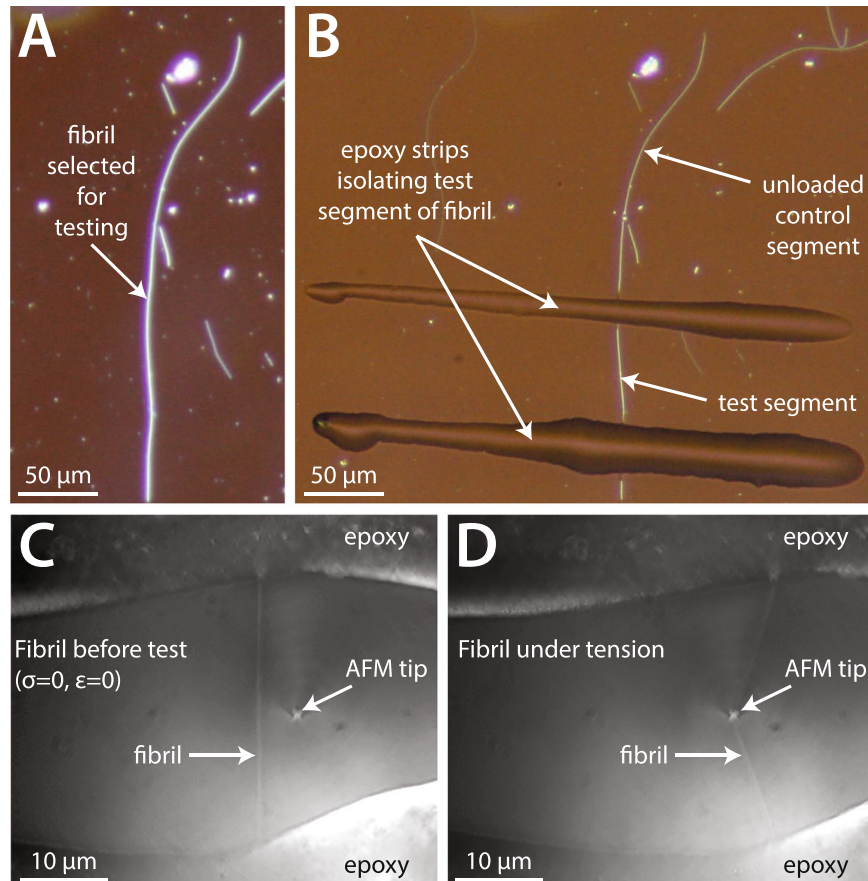 A
fibril
selected
for
testing
50 μm
B
epoxy strips
isolating test
segment of fibril
unloaded
control
segment
test segment
50 μm
C
epoxy
Fibril before test
(σ=0, ε=0)
AFM tip
fibril
10 μm
epoxy
D
epoxy
Fibril under tension
AFM tip
fibril
10 μm
epoxy